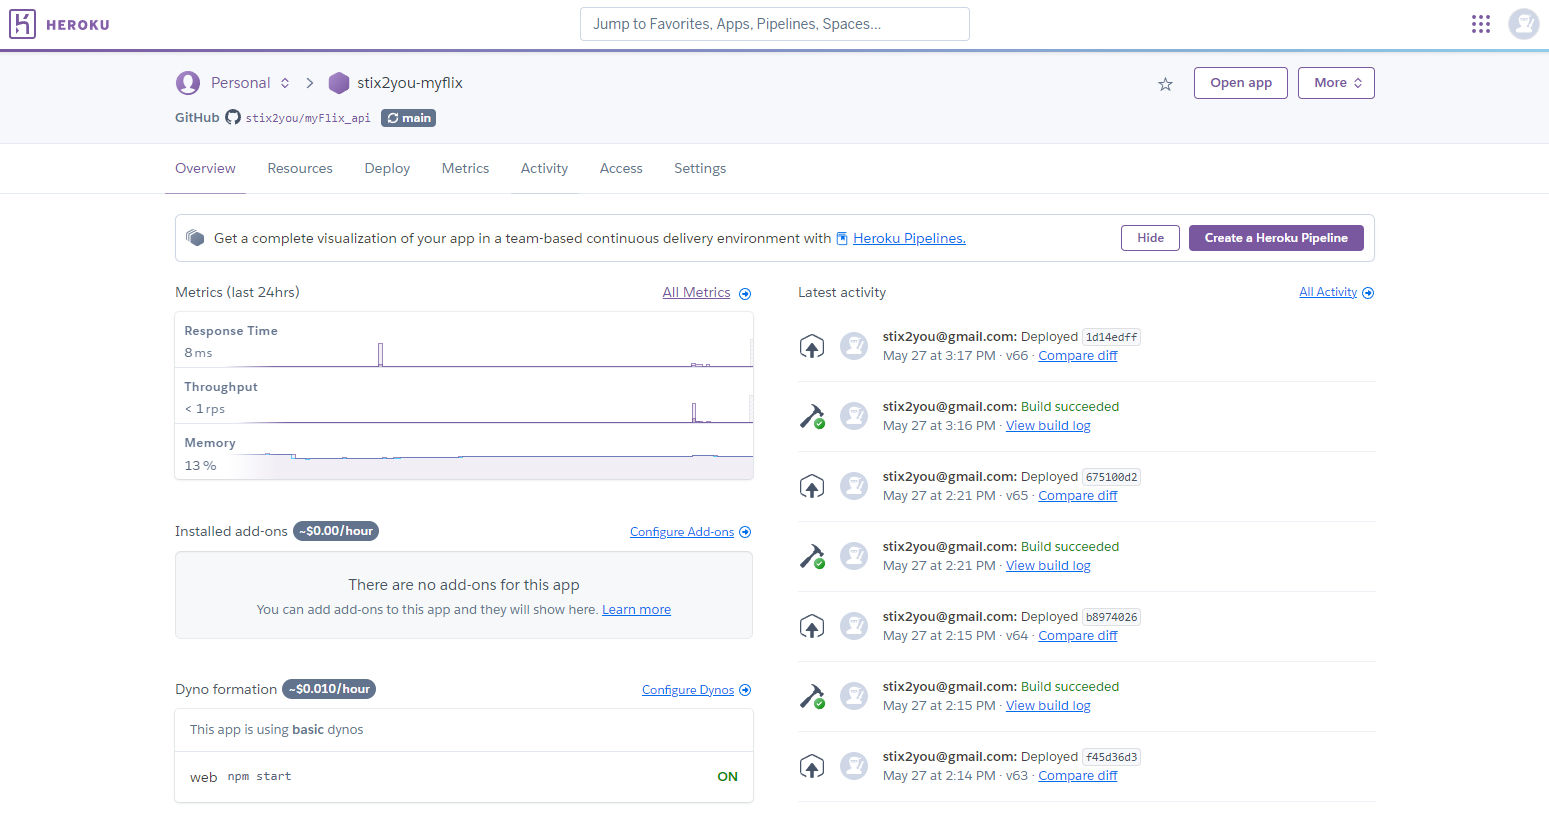 HEROKU
Jump to Favorites, Apps, Pipelines, Spaces...
Personal
stix2you-myflix
Open app
More
GitHub stix2you/myFlix_api main
Overview Resources Deploy Metrics Activity Access Settings
Get a complete visualization of your app in a team-based continuous delivery environment with Heroku Pipelines.
Hide
Create a Heroku Pipeline
Metrics (last 24hrs)
All Metrics
Response Time
8 ms
Throughput
< 1 rps
Memory
13 %
Installed add-ons ~$0.00/hour
Configure Add-ons
There are no add-ons for this app
You can add add-ons to this app and they will show here. Learn more
Dyno formation ~$0.010/hour
Configure Dynos
This app is using basic dynos
web npm start ON
Latest activity
All Activity
stix2you@gmail.com: Deployed 1d14edff
May 27 at 3:17 PM · v66 · Compare diff
stix2you@gmail.com: Build succeeded
May 27 at 3:16 PM · View build log
stix2you@gmail.com: Deployed 675100d2
May 27 at 2:21 PM · v65 · Compare diff
stix2you@gmail.com: Build succeeded
May 27 at 2:21 PM · View build log
stix2you@gmail.com: Deployed b8974026
May 27 at 2:15 PM · v64 · Compare diff
stix2you@gmail.com: Build succeeded
May 27 at 2:15 PM · View build log
stix2you@gmail.com: Deployed f45d36d3
May 27 at 2:14 PM · v63 · Compare diff